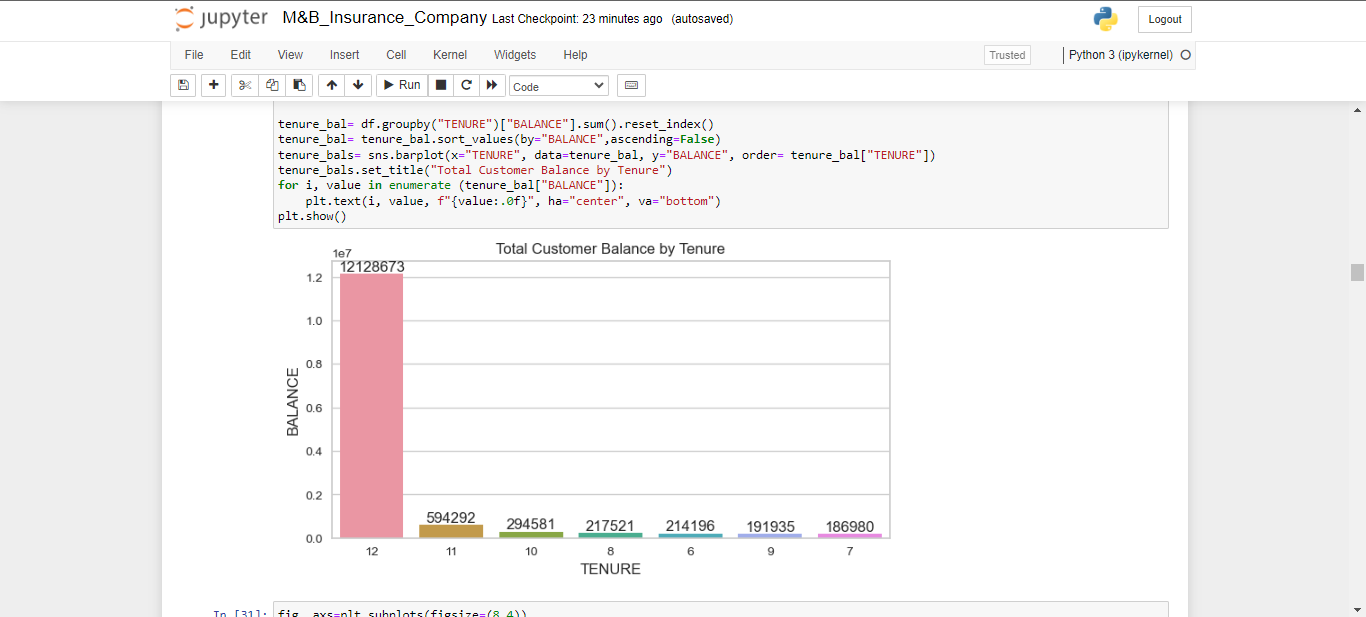 jupyter M&B_Insurance_Company Last Checkpoint: 23 minutes ago (autosaved) Logout
File Edit View Insert Cell Kernel Widgets Help Trusted Python 3 (ipykernel)
Run Code
tenure_bal= df.groupby("TENURE")["BALANCE"].sum().reset_index()
tenure_bal= tenure_bal.sort_values(by="BALANCE",ascending=False)
tenure_bals= sns.barplot(x="TENURE", data=tenure_bal, y="BALANCE", order= tenure_bal["TENURE"])
tenure_bals.set_title("Total Customer Balance by Tenure")
for i, value in enumerate (tenure_bal["BALANCE"]):
    plt.text(i, value, f"{value:.0f}", ha="center", va="bottom")
plt.show()
Total Customer Balance by Tenure
1e7
12128673
1.2
1.0
0.8
0.6
0.4
0.2
0.0
BALANCE
594292 294581 217521 214196 191935 186980
12 11 10 8 6 9 7
TENURE
In [31]: fig, axs=plt.subplots(figsize=(8,4))